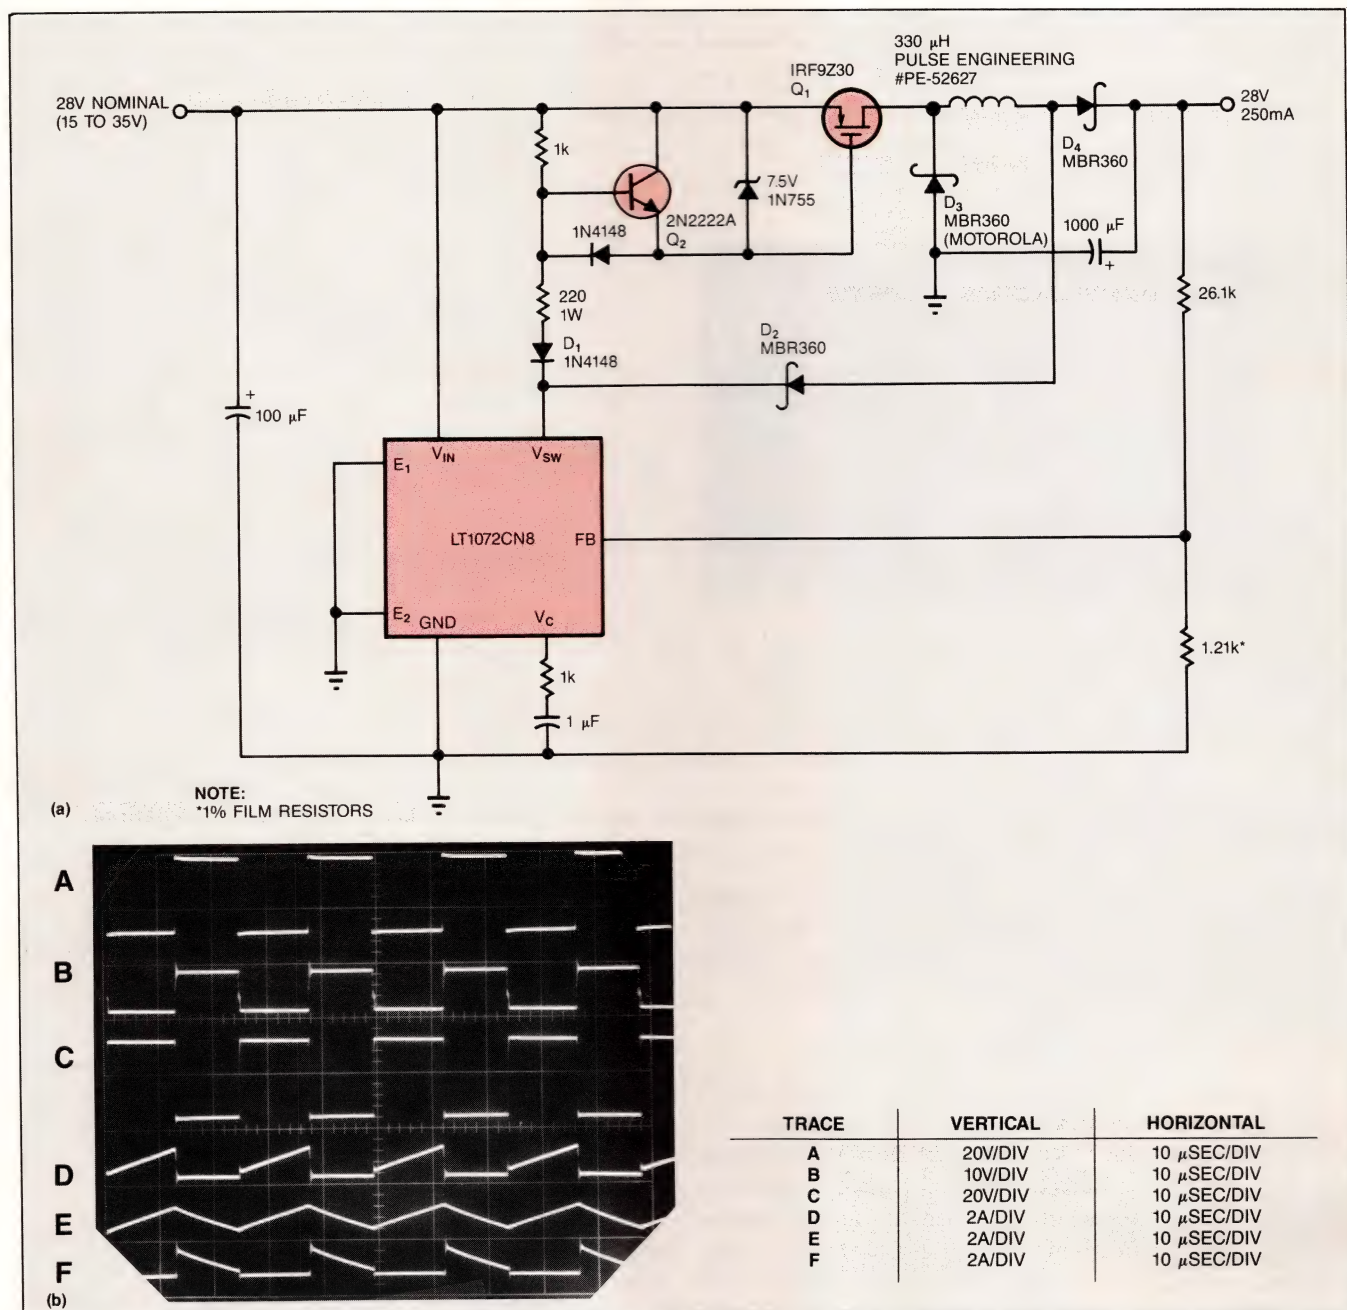 28V NOMINAL
(15 TO 35V)
1k
2N2222A
Q2
1N4148
7.5V
1N755
IRF9Z30
Q1
330 μH
PULSE ENGINEERING
#PE-52627
28V
250mA
D4
MBR360
D3
MBR360
(MOTOROLA)
1000 μF
+
26.1k
220
1W
D1
1N4148
D2
MBR360
+
100 μF
E1
VIN
VSW
LT1072CN8
FB
E2
GND
VC
1k
1 μF
1.21k*
NOTE:
*1% FILM RESISTORS
(a)
A
B
C
D
E
F
(b)
TRACE VERTICAL HORIZONTAL
A 20V/DIV 10 μSEC/DIV
B 10V/DIV 10 μSEC/DIV
C 20V/DIV 10 μSEC/DIV
D 2A/DIV 10 μSEC/DIV
E 2A/DIV 10 μSEC/DIV
F 2A/DIV 10 μSEC/DIV